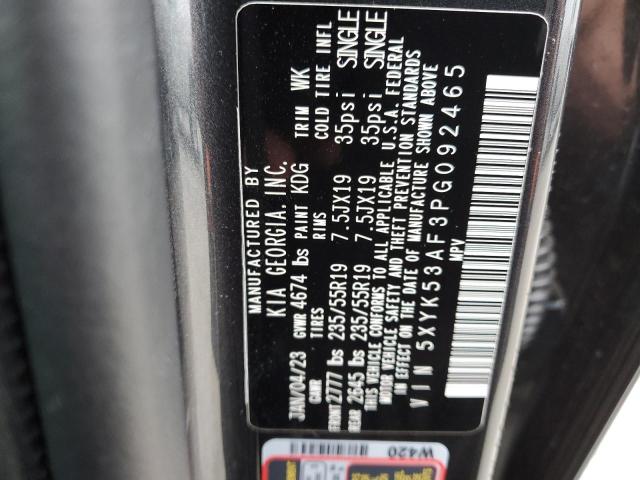 MANUFACTURED BY
KIA GEORGIA, INC.
JAN/04/23 GVWR 4674 lbs PAINT KDG TRIM WK
GAWR TIRES RIMS COLD TIRE INFL
FRONT 2777 lbs 235/55R19 7.5JX19 35psi SINGLE
REAR 2645 lbs 235/55R19 7.5JX19 35psi SINGLE
THIS VEHICLE CONFORMS TO ALL APPLICABLE U.S.A. FEDERAL
MOTOR VEHICLE SAFETY AND THEFT PREVENTION STANDARDS
IN EFFECT ON THE DATE OF MANUFACTURE SHOWN ABOVE
VIN 5XYK53AF3PG092465
MPV
W420